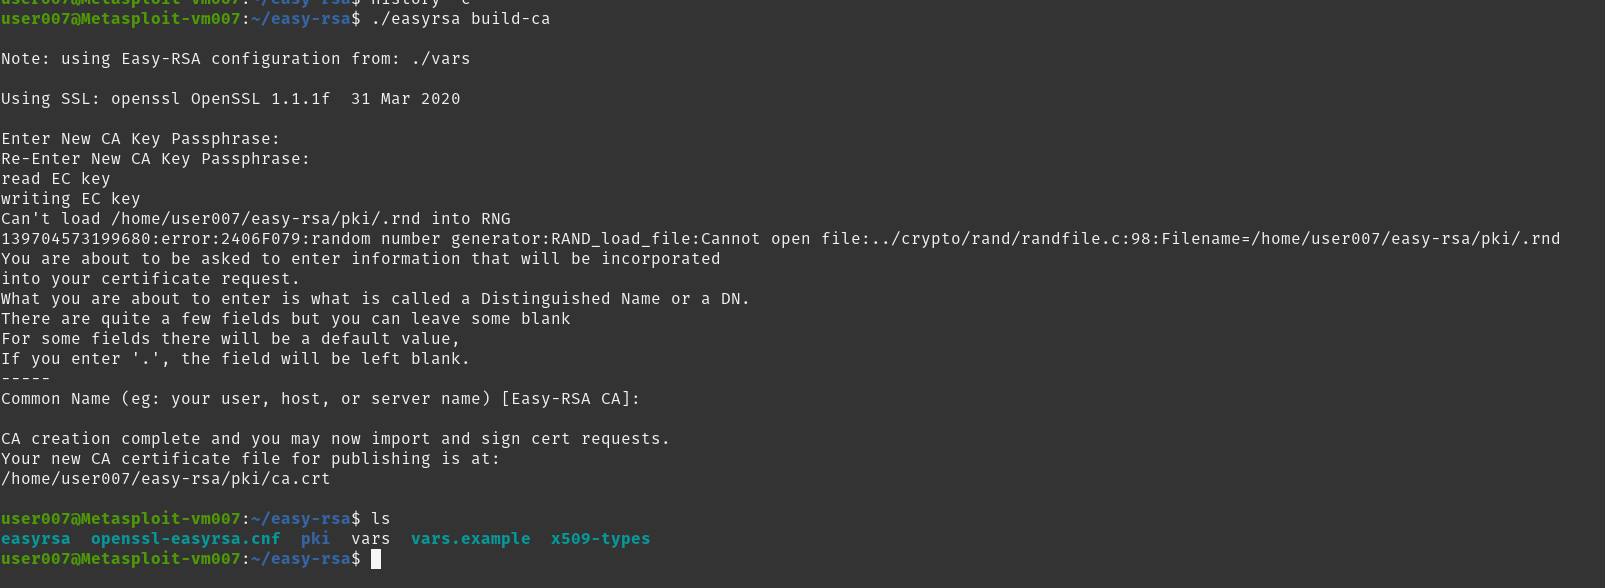 user007@Metasploit-vm007:~/easy-rsa$ history -c
user007@Metasploit-vm007:~/easy-rsa$ ./easyrsa build-ca
Note: using Easy-RSA configuration from: ./vars
Using SSL: openssl OpenSSL 1.1.1f  31 Mar 2020
Enter New CA Key Passphrase:
Re-Enter New CA Key Passphrase:
read EC key
writing EC key
Can't load /home/user007/easy-rsa/pki/.rnd into RNG
139704573199680:error:2406F079:random number generator:RAND_load_file:Cannot open file:../crypto/rand/randfile.c:98:Filename=/home/user007/easy-rsa/pki/.rnd
You are about to be asked to enter information that will be incorporated
into your certificate request.
What you are about to enter is what is called a Distinguished Name or a DN.
There are quite a few fields but you can leave some blank
For some fields there will be a default value,
If you enter '.', the field will be left blank.
-----
Common Name (eg: your user, host, or server name) [Easy-RSA CA]:
CA creation complete and you may now import and sign cert requests.
Your new CA certificate file for publishing is at:
/home/user007/easy-rsa/pki/ca.crt
user007@Metasploit-vm007:~/easy-rsa$ ls
easyrsa  openssl-easyrsa.cnf  pki  vars  vars.example  x509-types
user007@Metasploit-vm007:~/easy-rsa$